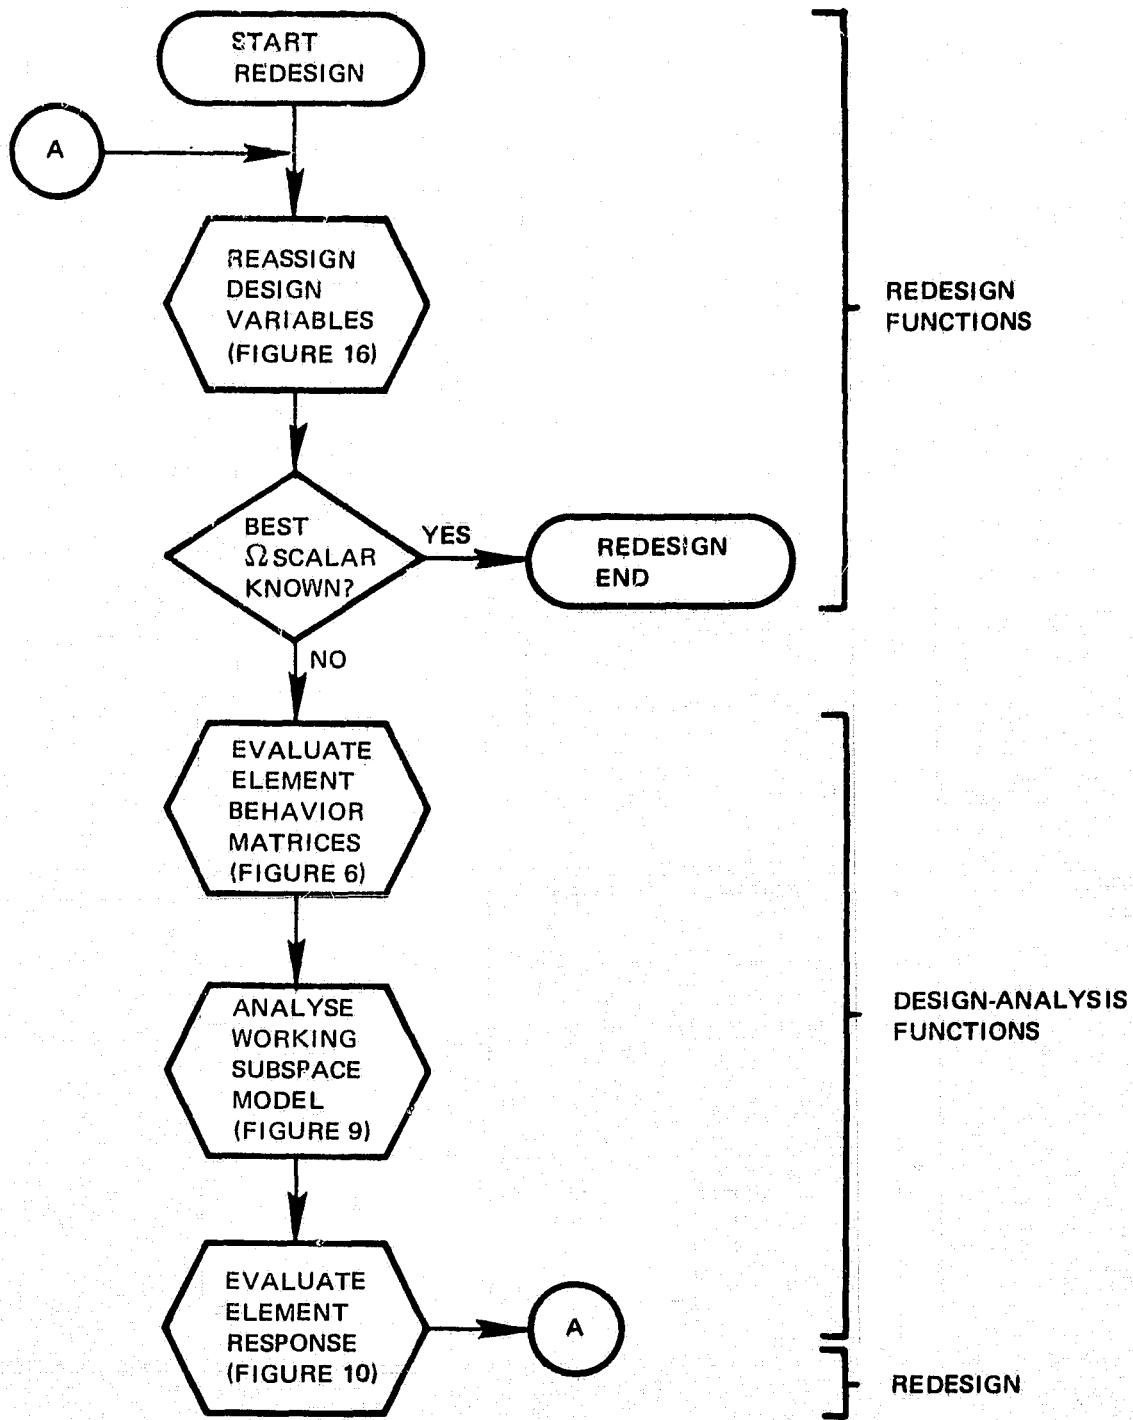 START
REDESIGN
A
REASSIGN
DESIGN
VARIABLES
(FIGURE 16)
REDESIGN
FUNCTIONS
BEST
Ω SCALAR
KNOWN?
YES
REDESIGN
END
NO
EVALUATE
ELEMENT
BEHAVIOR
MATRICES
(FIGURE 6)
ANALYSE
WORKING
SUBSPACE
MODEL
(FIGURE 9)
DESIGN-ANALYSIS
FUNCTIONS
EVALUATE
ELEMENT
RESPONSE
(FIGURE 10)
A
REDESIGN